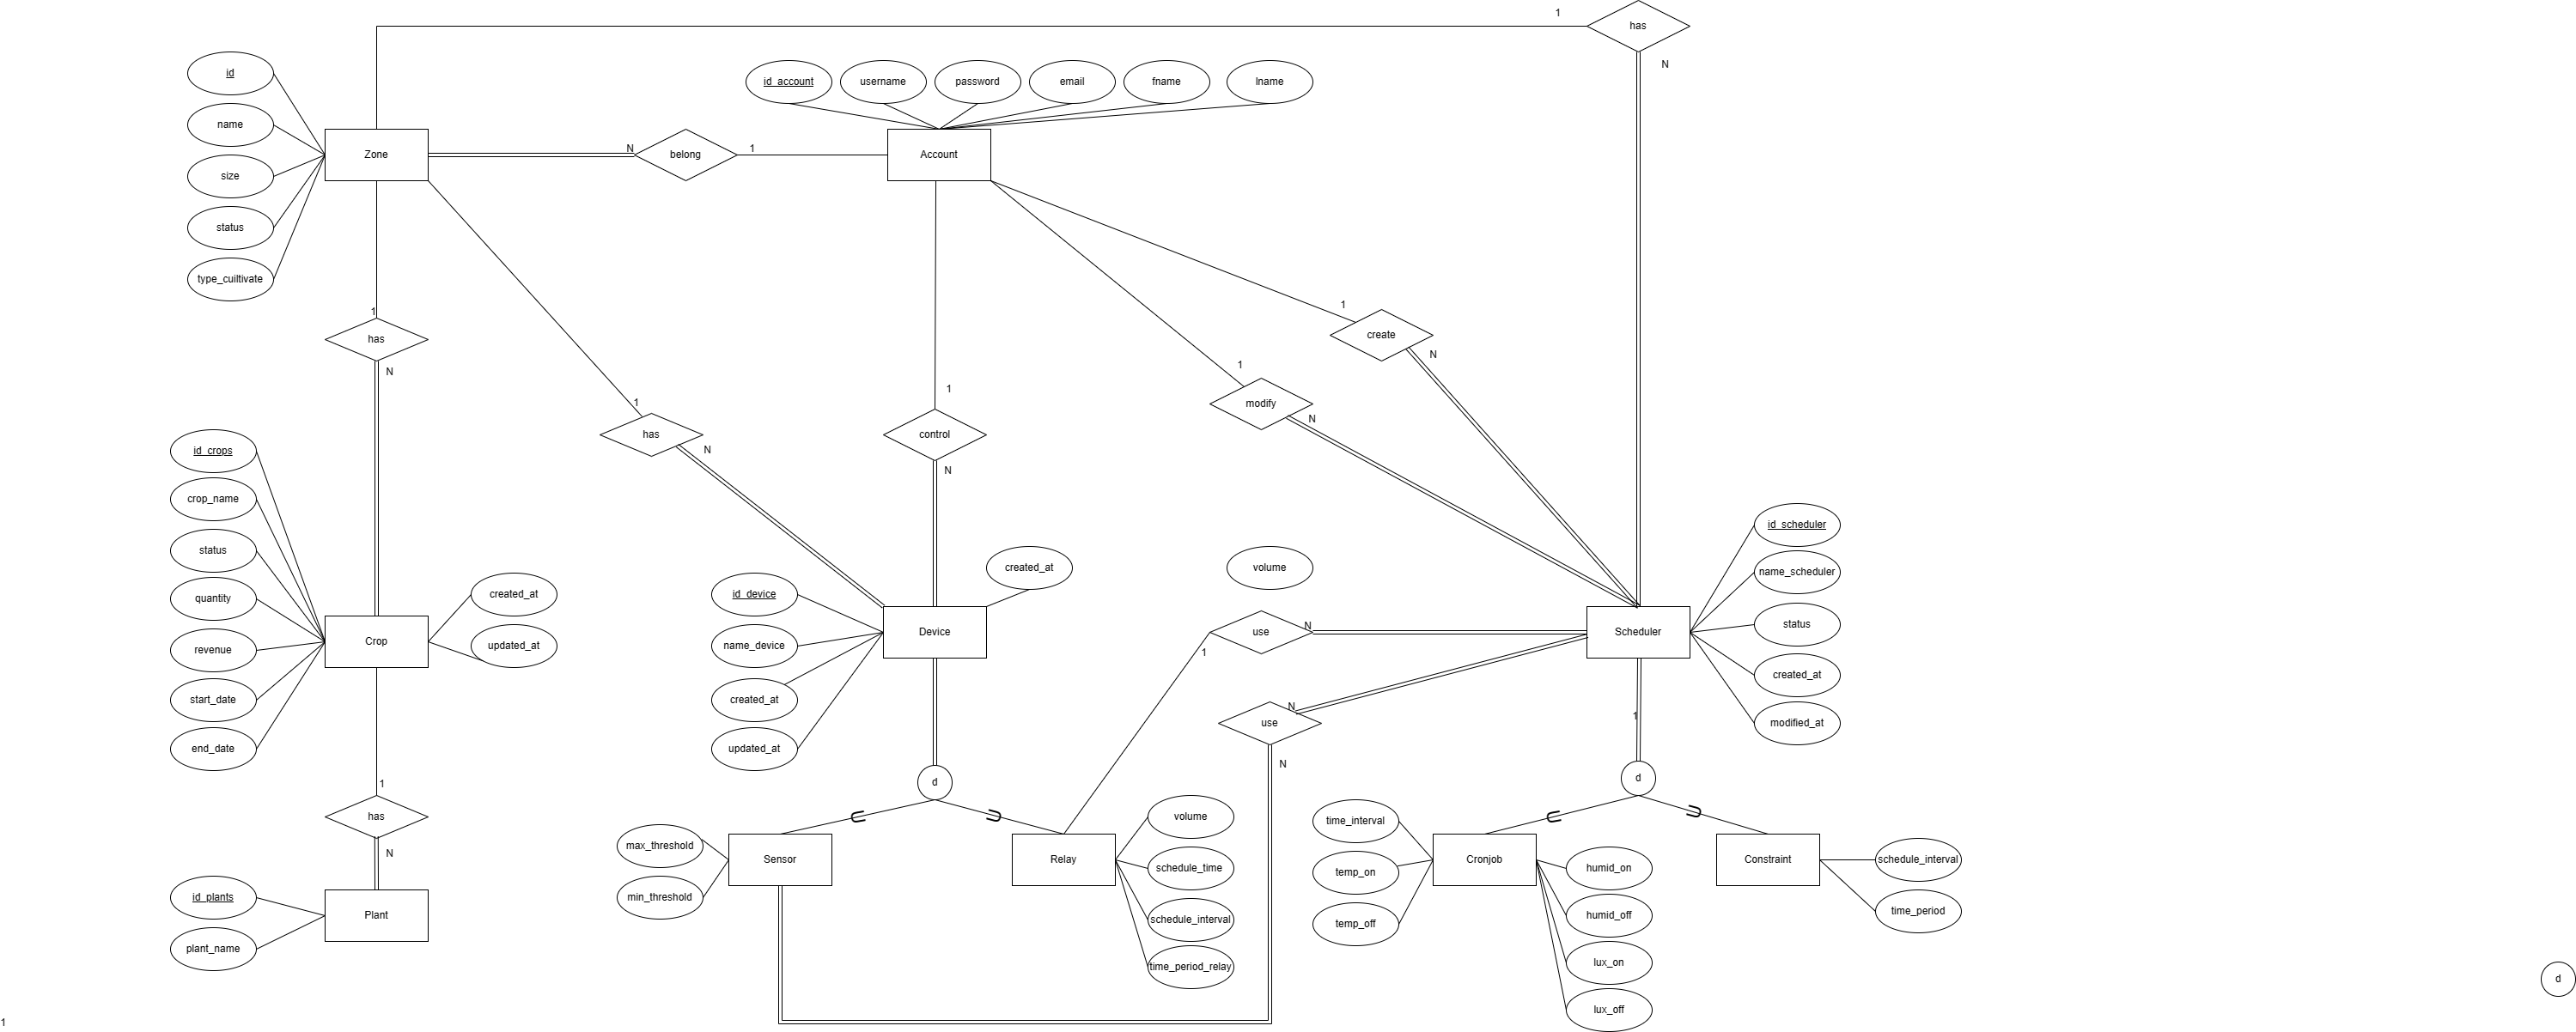 1
has
N
id
name
size
status
type_cuiltivate
Zone
N
belong
1
id_account
username
password
email
fname
lname
Account
1
has
N
1
has
N
1
control
N
1
modify
N
1
create
N
id_crops
crop_name
status
quantity
revenue
start_date
end_date
Crop
created_at
updated_at
1
has
N
id_plants
plant_name
Plant
id_device
name_device
created_at
updated_at
Device
created_at
d
max_threshold
min_threshold
Sensor
Relay
volume
schedule_time
schedule_interval
time_period_relay
volume
use
N
1
N
use
N
Scheduler
id_scheduler
name_scheduler
status
created_at
modified_at
1
d
time_interval
temp_on
temp_off
Cronjob
humid_on
humid_off
lux_on
lux_off
Constraint
schedule_interval
time_period
d
1